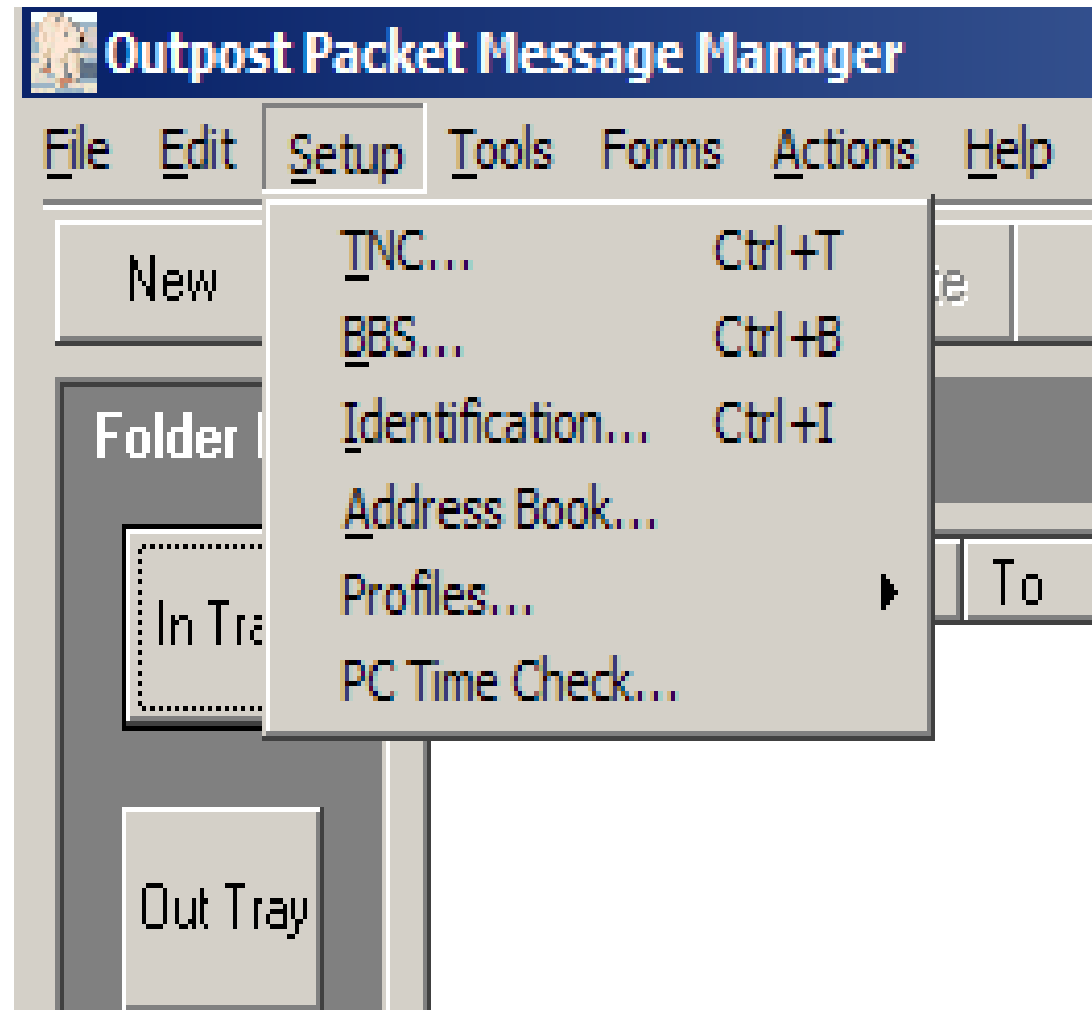 Outpost Packet Message Manager
File Edit Setup Tools Forms Actions Help
New
TNC... Ctrl+T
BBS... Ctrl+B
Identification... Ctrl+I
Folder
Address Book...
Profiles...
To
PC Time Check...
Out Tray